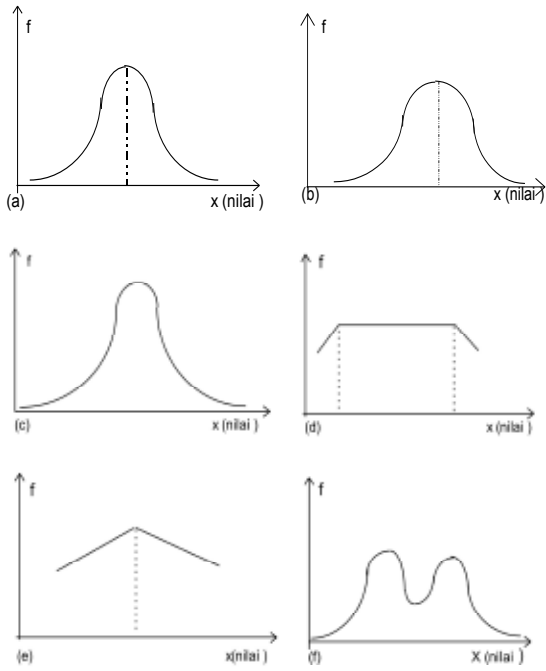 f
(a)
x (nilai )
f
(b)
x (nilai )
f
(c)
x (nilai )
f
(d)
x (nilai )
f
(e)
x(nilai )
f
(f)
X (Nilai )